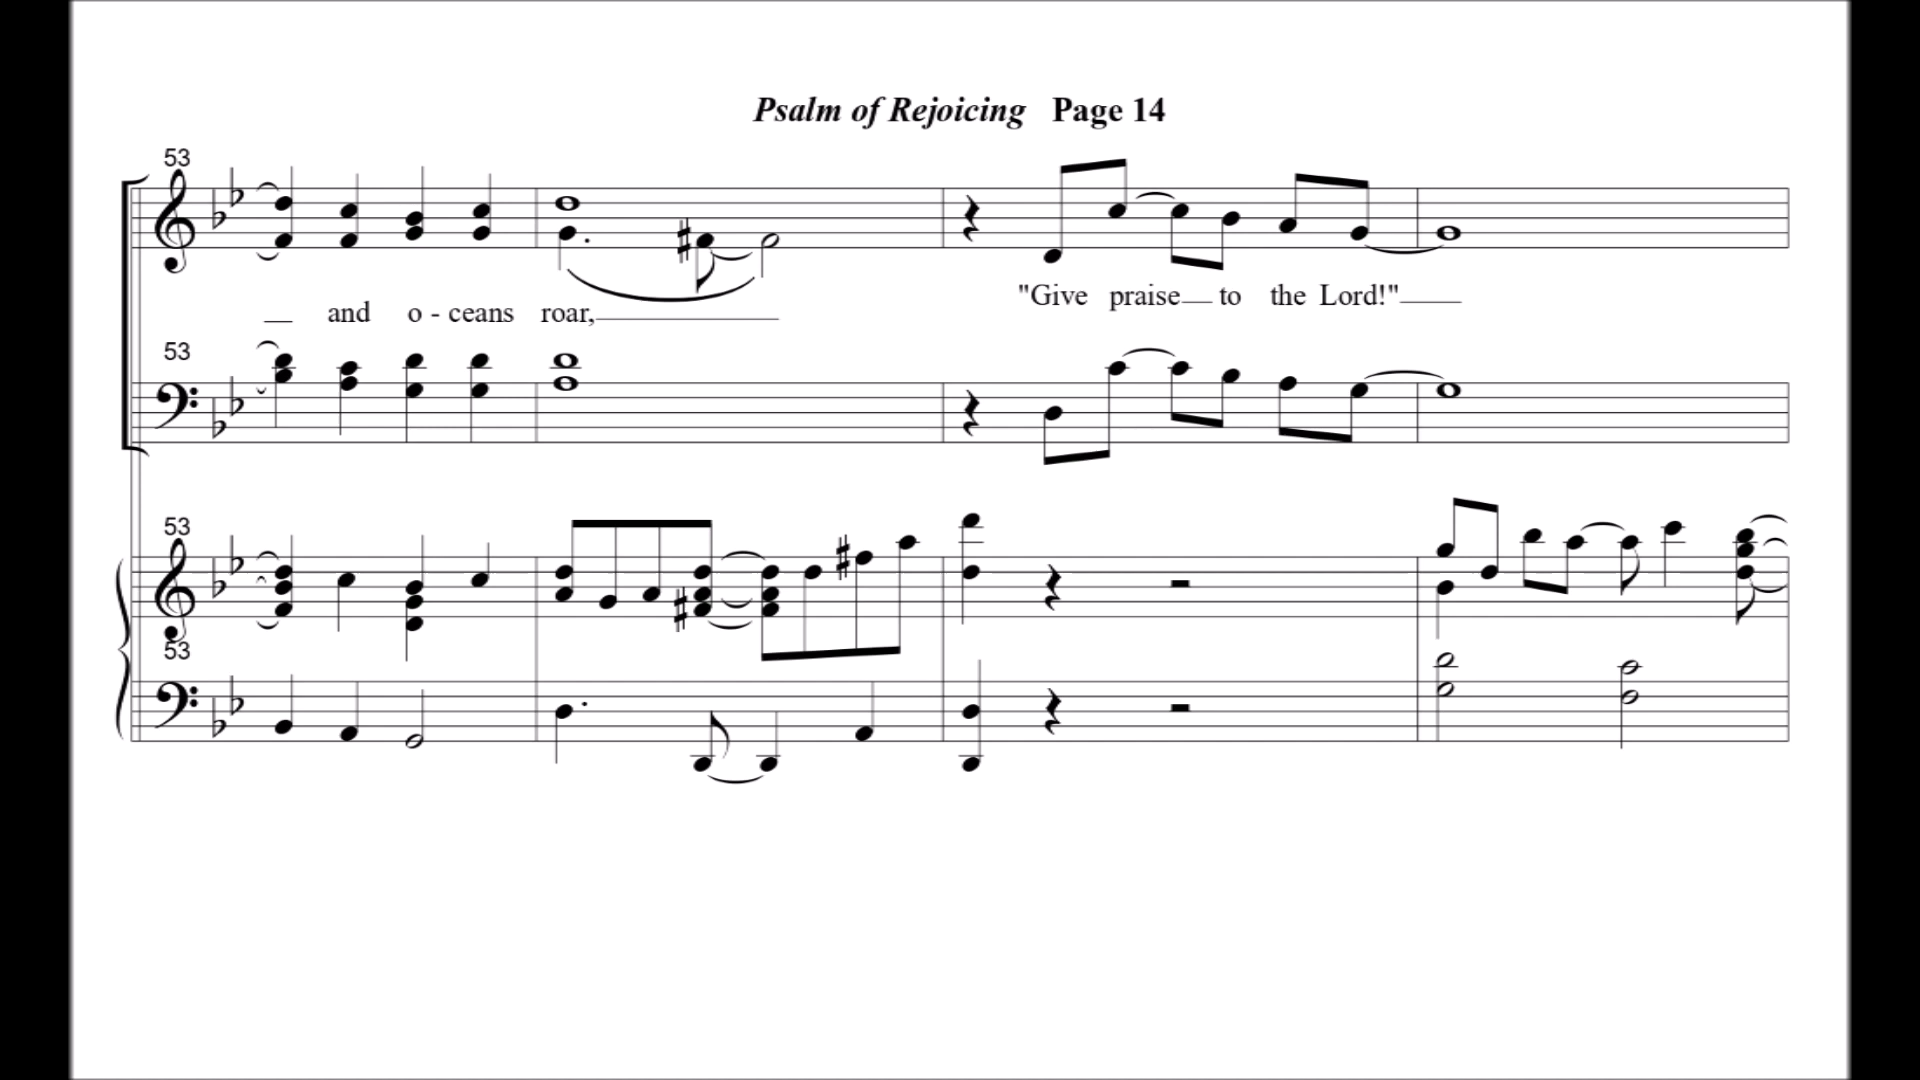 Psalm of Rejoicing Page 14
53
"Give praise to the Lord!"
and o - ceans roar,
53
53
53